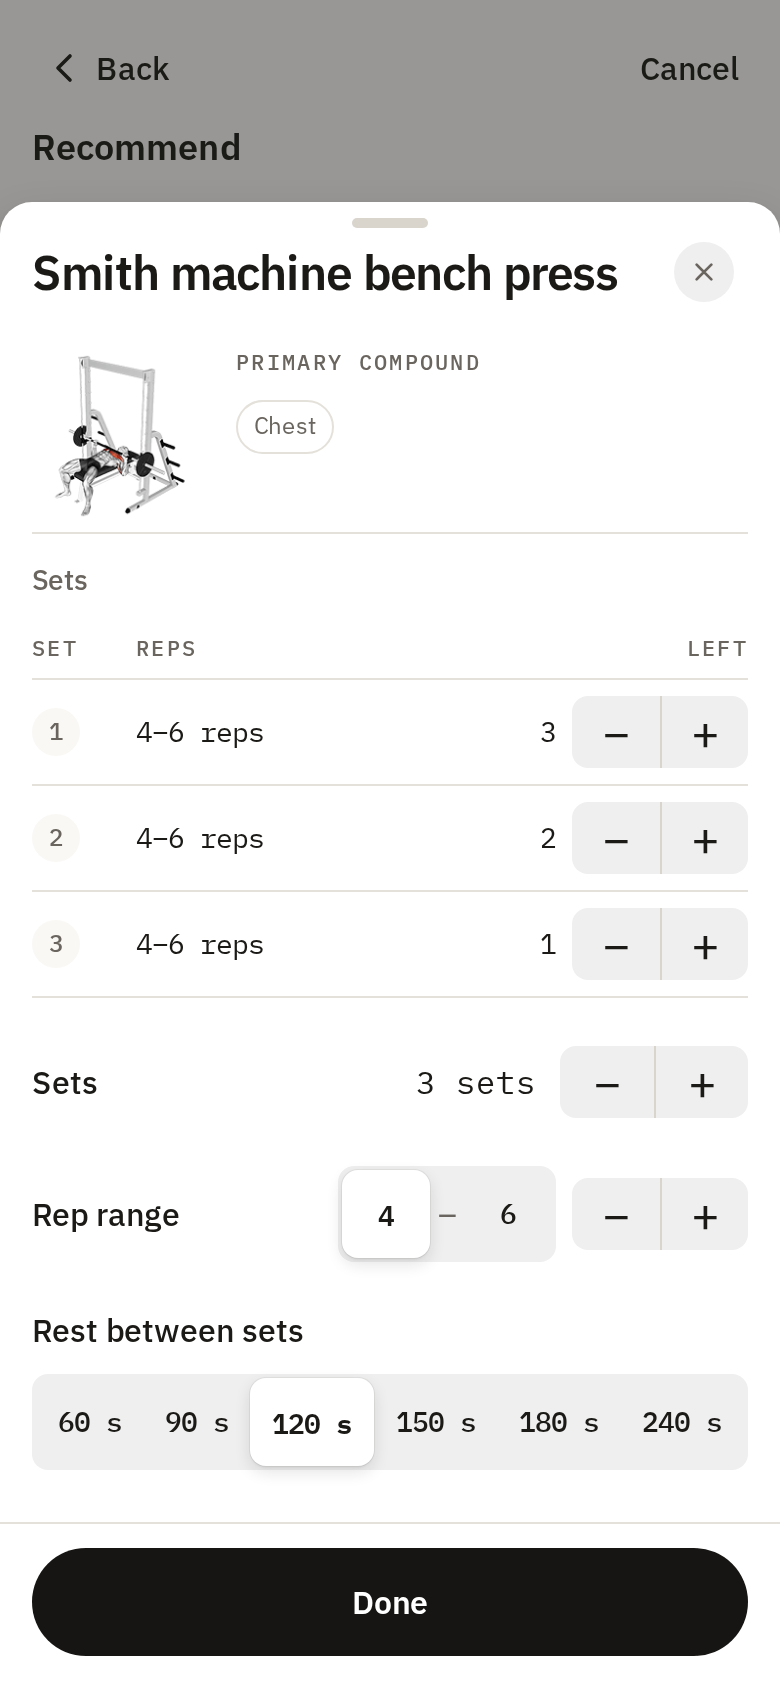 Back
Cancel
Recommend
Smith machine bench press
PRIMARY COMPOUND
Chest
Sets
SET REPS LEFT
1 4–6 reps 3 − +
2 4–6 reps 2 − +
3 4–6 reps 1 − +
Sets 3 sets − +
Rep range 4 – 6 − +
Rest between sets
60 s 90 s 120 s 150 s 180 s 240 s
Done